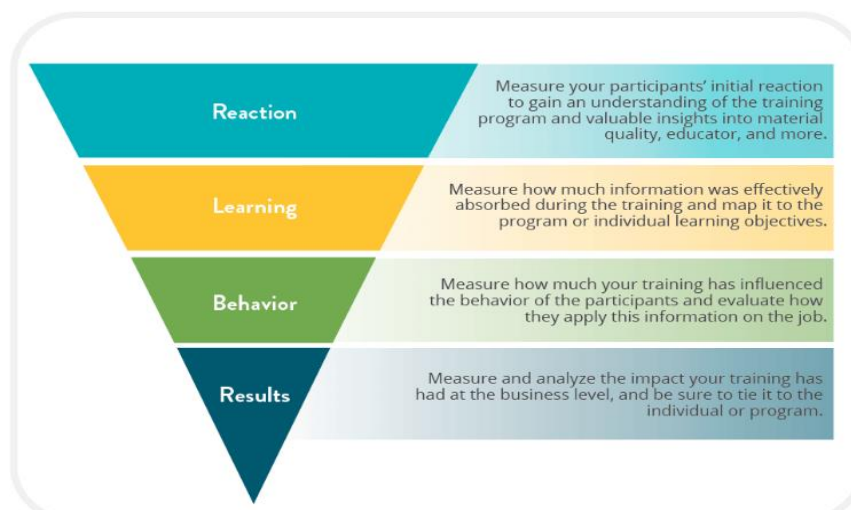 Reaction
Measure your participants’ initial reaction
to gain an understanding of the training
program and valuable insights into material
quality, educator, and more.
Learning
Measure how much information was effectively
absorbed during the training and map it to the
program or individual learning objectives.
Behavior
Measure how much your training has influenced
the behavior of the participants and evaluate how
they apply this information on the job.
Results
Measure and analyze the impact your training has
had at the business level, and be sure to tie it to the
individual or program.